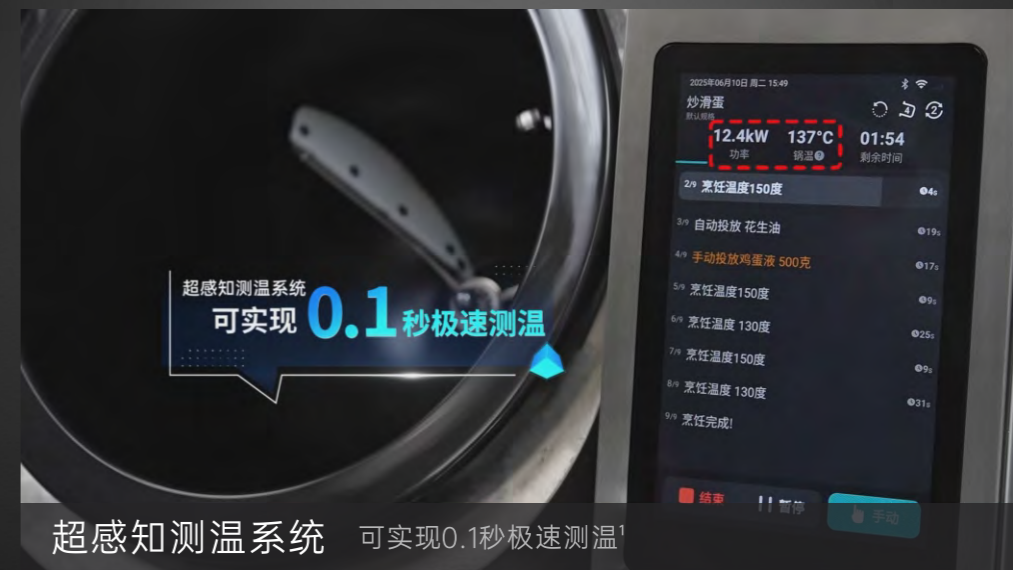 超感知测温系统
可实现0.1秒极速测温
2025年06月10日 周二 15:49
炒滑蛋
默认规格
4
2
12.4kW 137°C 01:54
功率 锅温? 剩余时间
2/9 烹饪温度150度 4s
3/9 自动投放 花生油 19s
4/9 手动投放鸡蛋液 500克 17s
5/9 烹饪温度150度 9s
6/9 烹饪温度 130度 25s
7/9 烹饪温度150度 9s
8/9 烹饪温度 130度 31s
9/9 烹饪完成!
结束 暂停 手动
超感知测温系统 可实现0.1秒极速测温¹